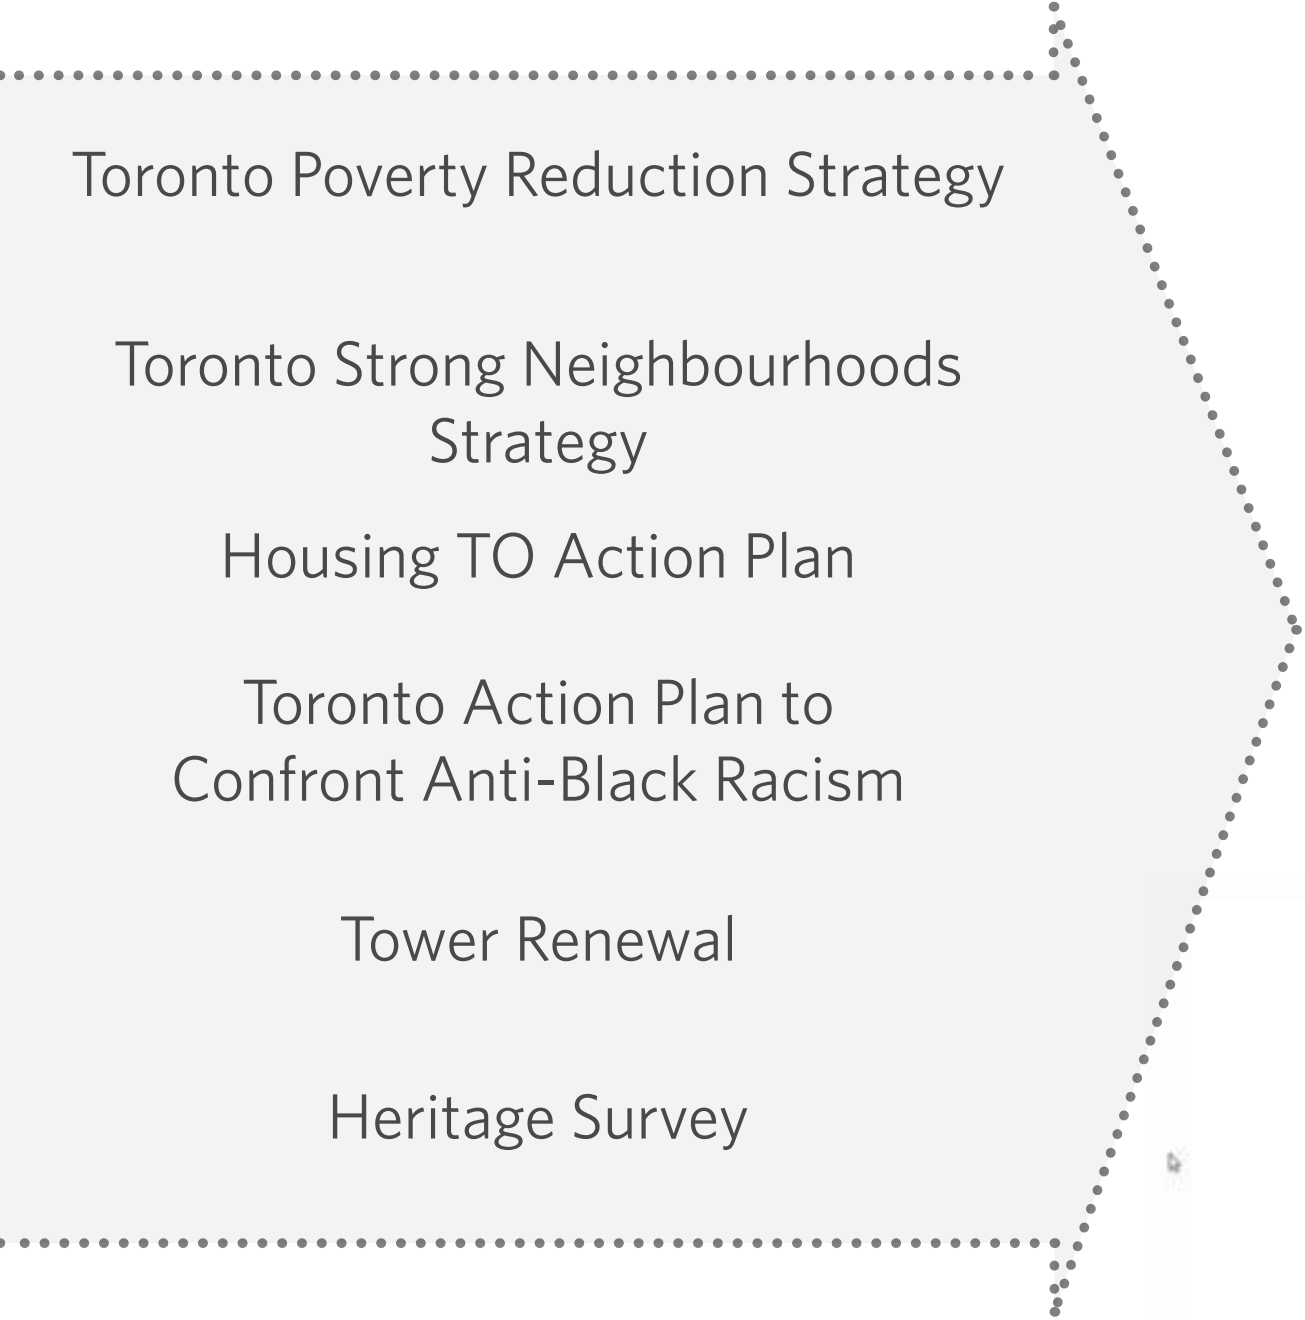 Toronto Poverty Reduction Strategy
Toronto Strong Neighbourhoods
Strategy
Housing TO Action Plan
Toronto Action Plan to
Confront Anti-Black Racism
Tower Renewal
Heritage Survey